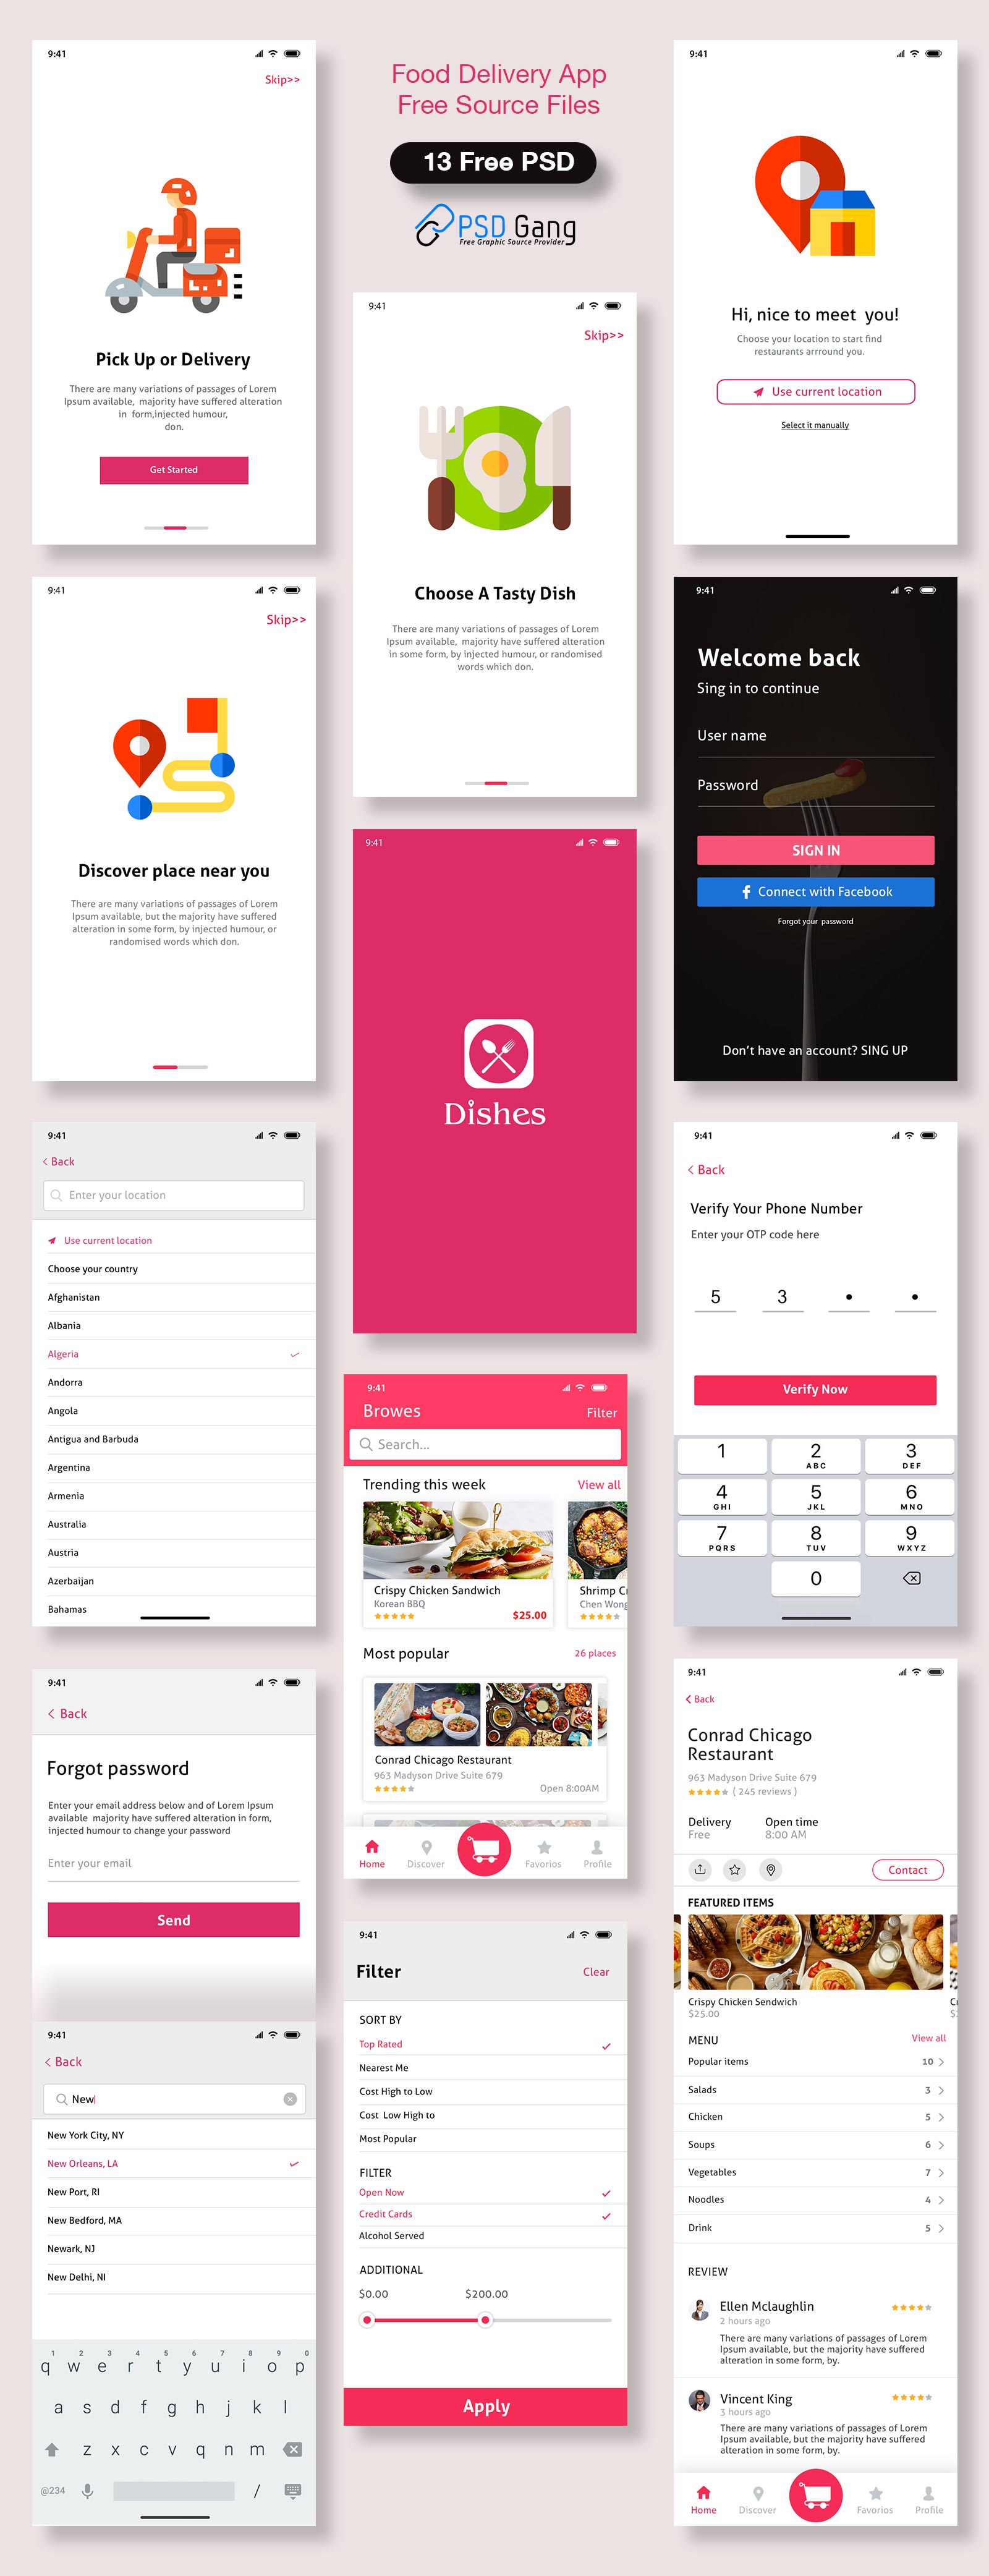 9:41
Skip>>
Pick Up or Delivery
There are many variations of passages of Lorem
Ipsum available,  majority have suffered alteration
in  form,injected humour,
don.
Get Started
Food Delivery App
Free Source Files
13 Free PSD
PSD Gang
Free Graphic Source Provider
9:41
Hi, nice to meet  you!
Choose your location to start find
restaurants arrround you.
Use current location
Select it manually
9:41
Skip>>
Choose A Tasty Dish
There are many variations of passages of Lorem
Ipsum available,  majority have suffered alteration
in some form, by injected humour, or randomised
words which don.
9:41
Skip>>
Discover place near you
There are many variations of passages of Lorem
Ipsum available, but the majority have suffered
alteration in some form, by injected humour, or
randomised words which don.
9:41
Welcome back
Sing in to continue
User name
Password
SIGN IN
f Connect with Facebook
Forgot your  password
Don't have an account? SING UP
9:41
Dishes
9:41
< Back
Enter your location
Use current location
Choose your country
Afghanistan
Albania
Algeria
Andorra
Angola
Antigua and Barbuda
Argentina
Armenia
Australia
Austria
Azerbaijan
Bahamas
9:41
< Back
Verify Your Phone Number
Enter your OTP code here
5 3 • •
Verify Now
1 2 3
ABC DEF
4 5 6
GHI JKL MNO
7 8 9
PQRS TUV WXYZ
0
9:41
Browes
Filter
Search...
Trending this week
View all
Crispy Chicken Sandwich
Korean BBQ
$25.00
Shrimp
Chen Wong
Most popular
26 places
Conrad Chicago Restaurant
963 Madyson Drive Suite 679
Open 8:00AM
Home Discover Favorios Profile
9:41
< Back
Forgot password
Enter your email address below and of Lorem Ipsum
available  majority have suffered alteration in form,
injected humour to change your password
Enter your email
Send
9:41
< Back
Conrad Chicago
Restaurant
963 Madyson Drive Suite 679
( 245 reviews )
Delivery Open time
Free 8:00 AM
Contact
FEATURED ITEMS
Crispy Chicken Sandwich
$25.00
MENU View all
Popular items 10 >
Salads 3 >
Chicken 5 >
Soups 6 >
Vegetables 7 >
Noodles 4 >
Drink 5 >
REVIEW
Ellen Mclaughlin
2 hours ago
There are many variations of passages of Lorem
Ipsum available, but the majority have suffered
alteration in some form, by.
Vincent King
3 hours ago
There are many variations of passages of Lorem
Ipsum available, but the majority have suffered
alteration in some form, by.
Home Discover Favorios Profile
9:41
Filter
Clear
SORT BY
Top Rated
Nearest Me
Cost High to Low
Cost  Low High to
Most Popular
FILTER
Open Now
Credit Cards
Alcohol Served
ADDITIONAL
$0.00 $200.00
Apply
9:41
< Back
New
New York City, NY
New Orleans, LA
New Port, RI
New Bedford, MA
Newark, NJ
New Delhi, NI
1 2 3 4 5 6 7 8 9 0
q w e r t y u i o p
a s d f g h j k l
z x c v q n m
@234 /